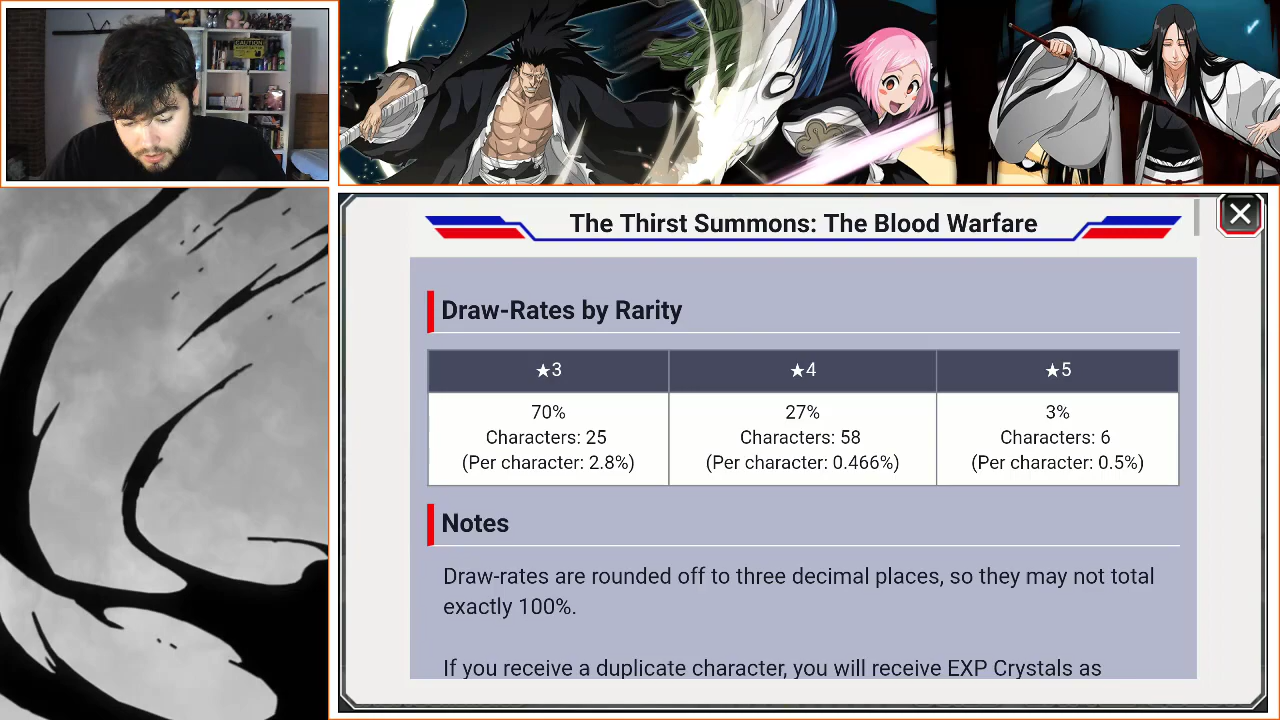 CAUTION
The Thirst Summons: The Blood Warfare
Draw-Rates by Rarity
★3 ★4 ★5
70% 27% 3%
Characters: 25 Characters: 58 Characters: 6
(Per character: 2.8%) (Per character: 0.466%) (Per character: 0.5%)
Notes
Draw-rates are rounded off to three decimal places, so they may not total
exactly 100%.
If you receive a duplicate character, you will receive EXP Crystals as